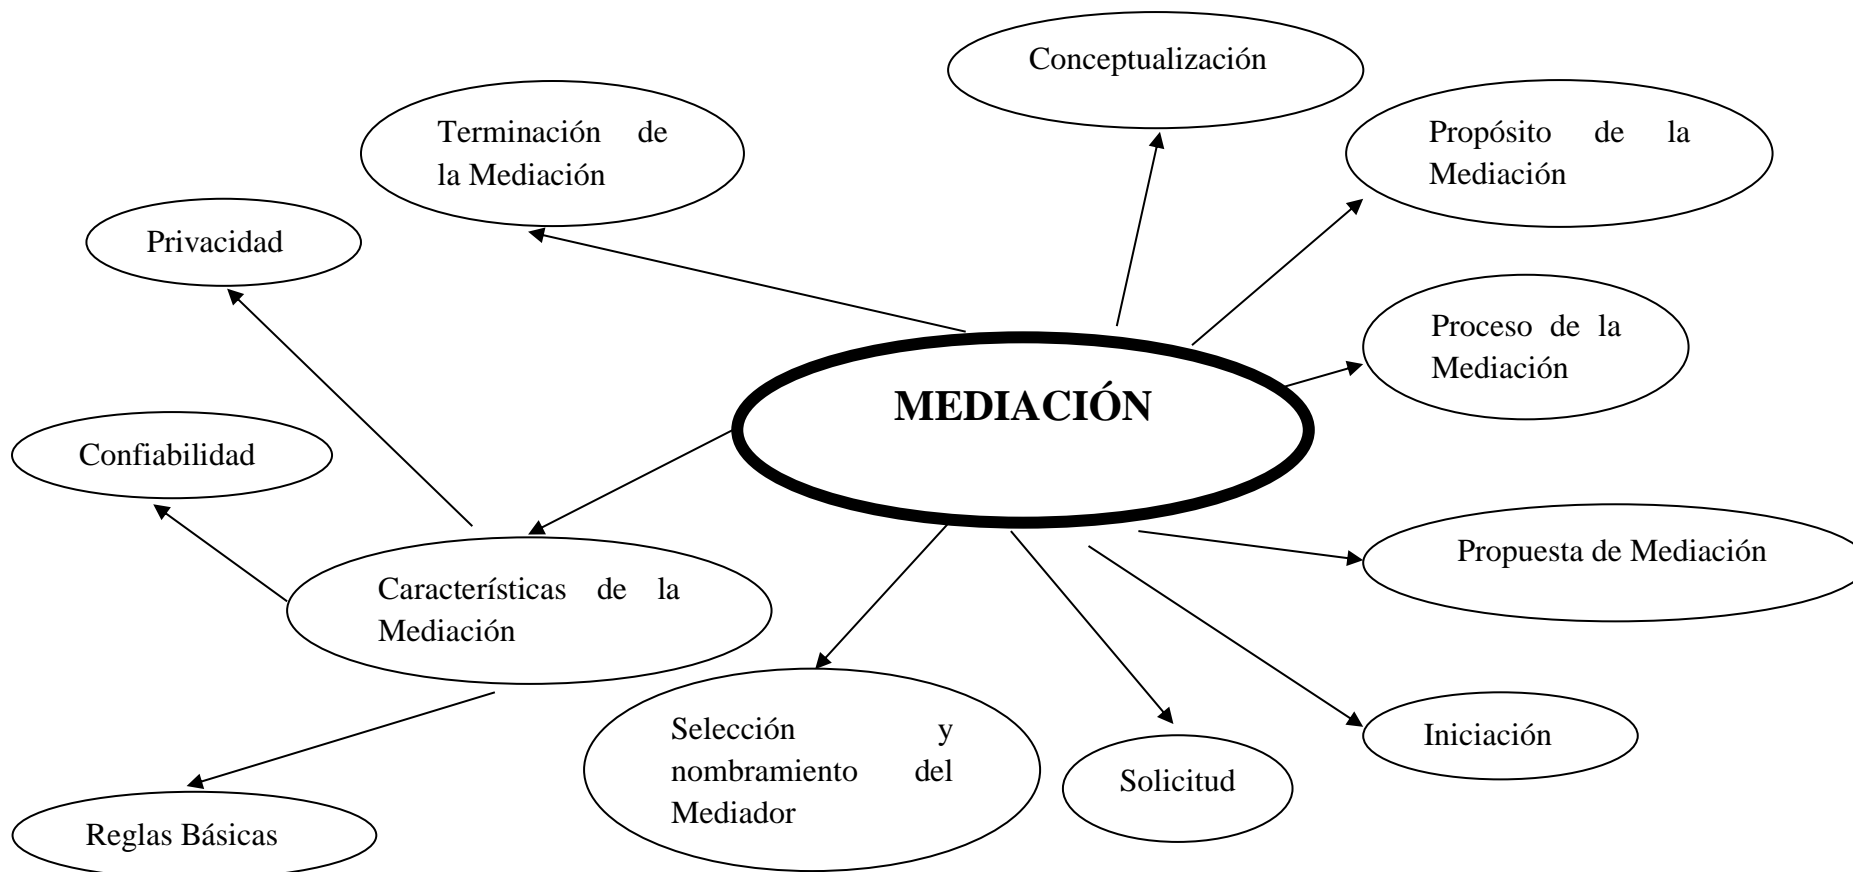 Conceptualización
Terminación de
la Mediación
Propósito de la
Mediación
Privacidad
Proceso de la
Mediación
MEDIACIÓN
Confiabilidad
Propuesta de Mediación
Característicias de la
Mediación
Selección y
nombramiento del
Mediador
Iniciación
Solicitud
Reglas Básicas